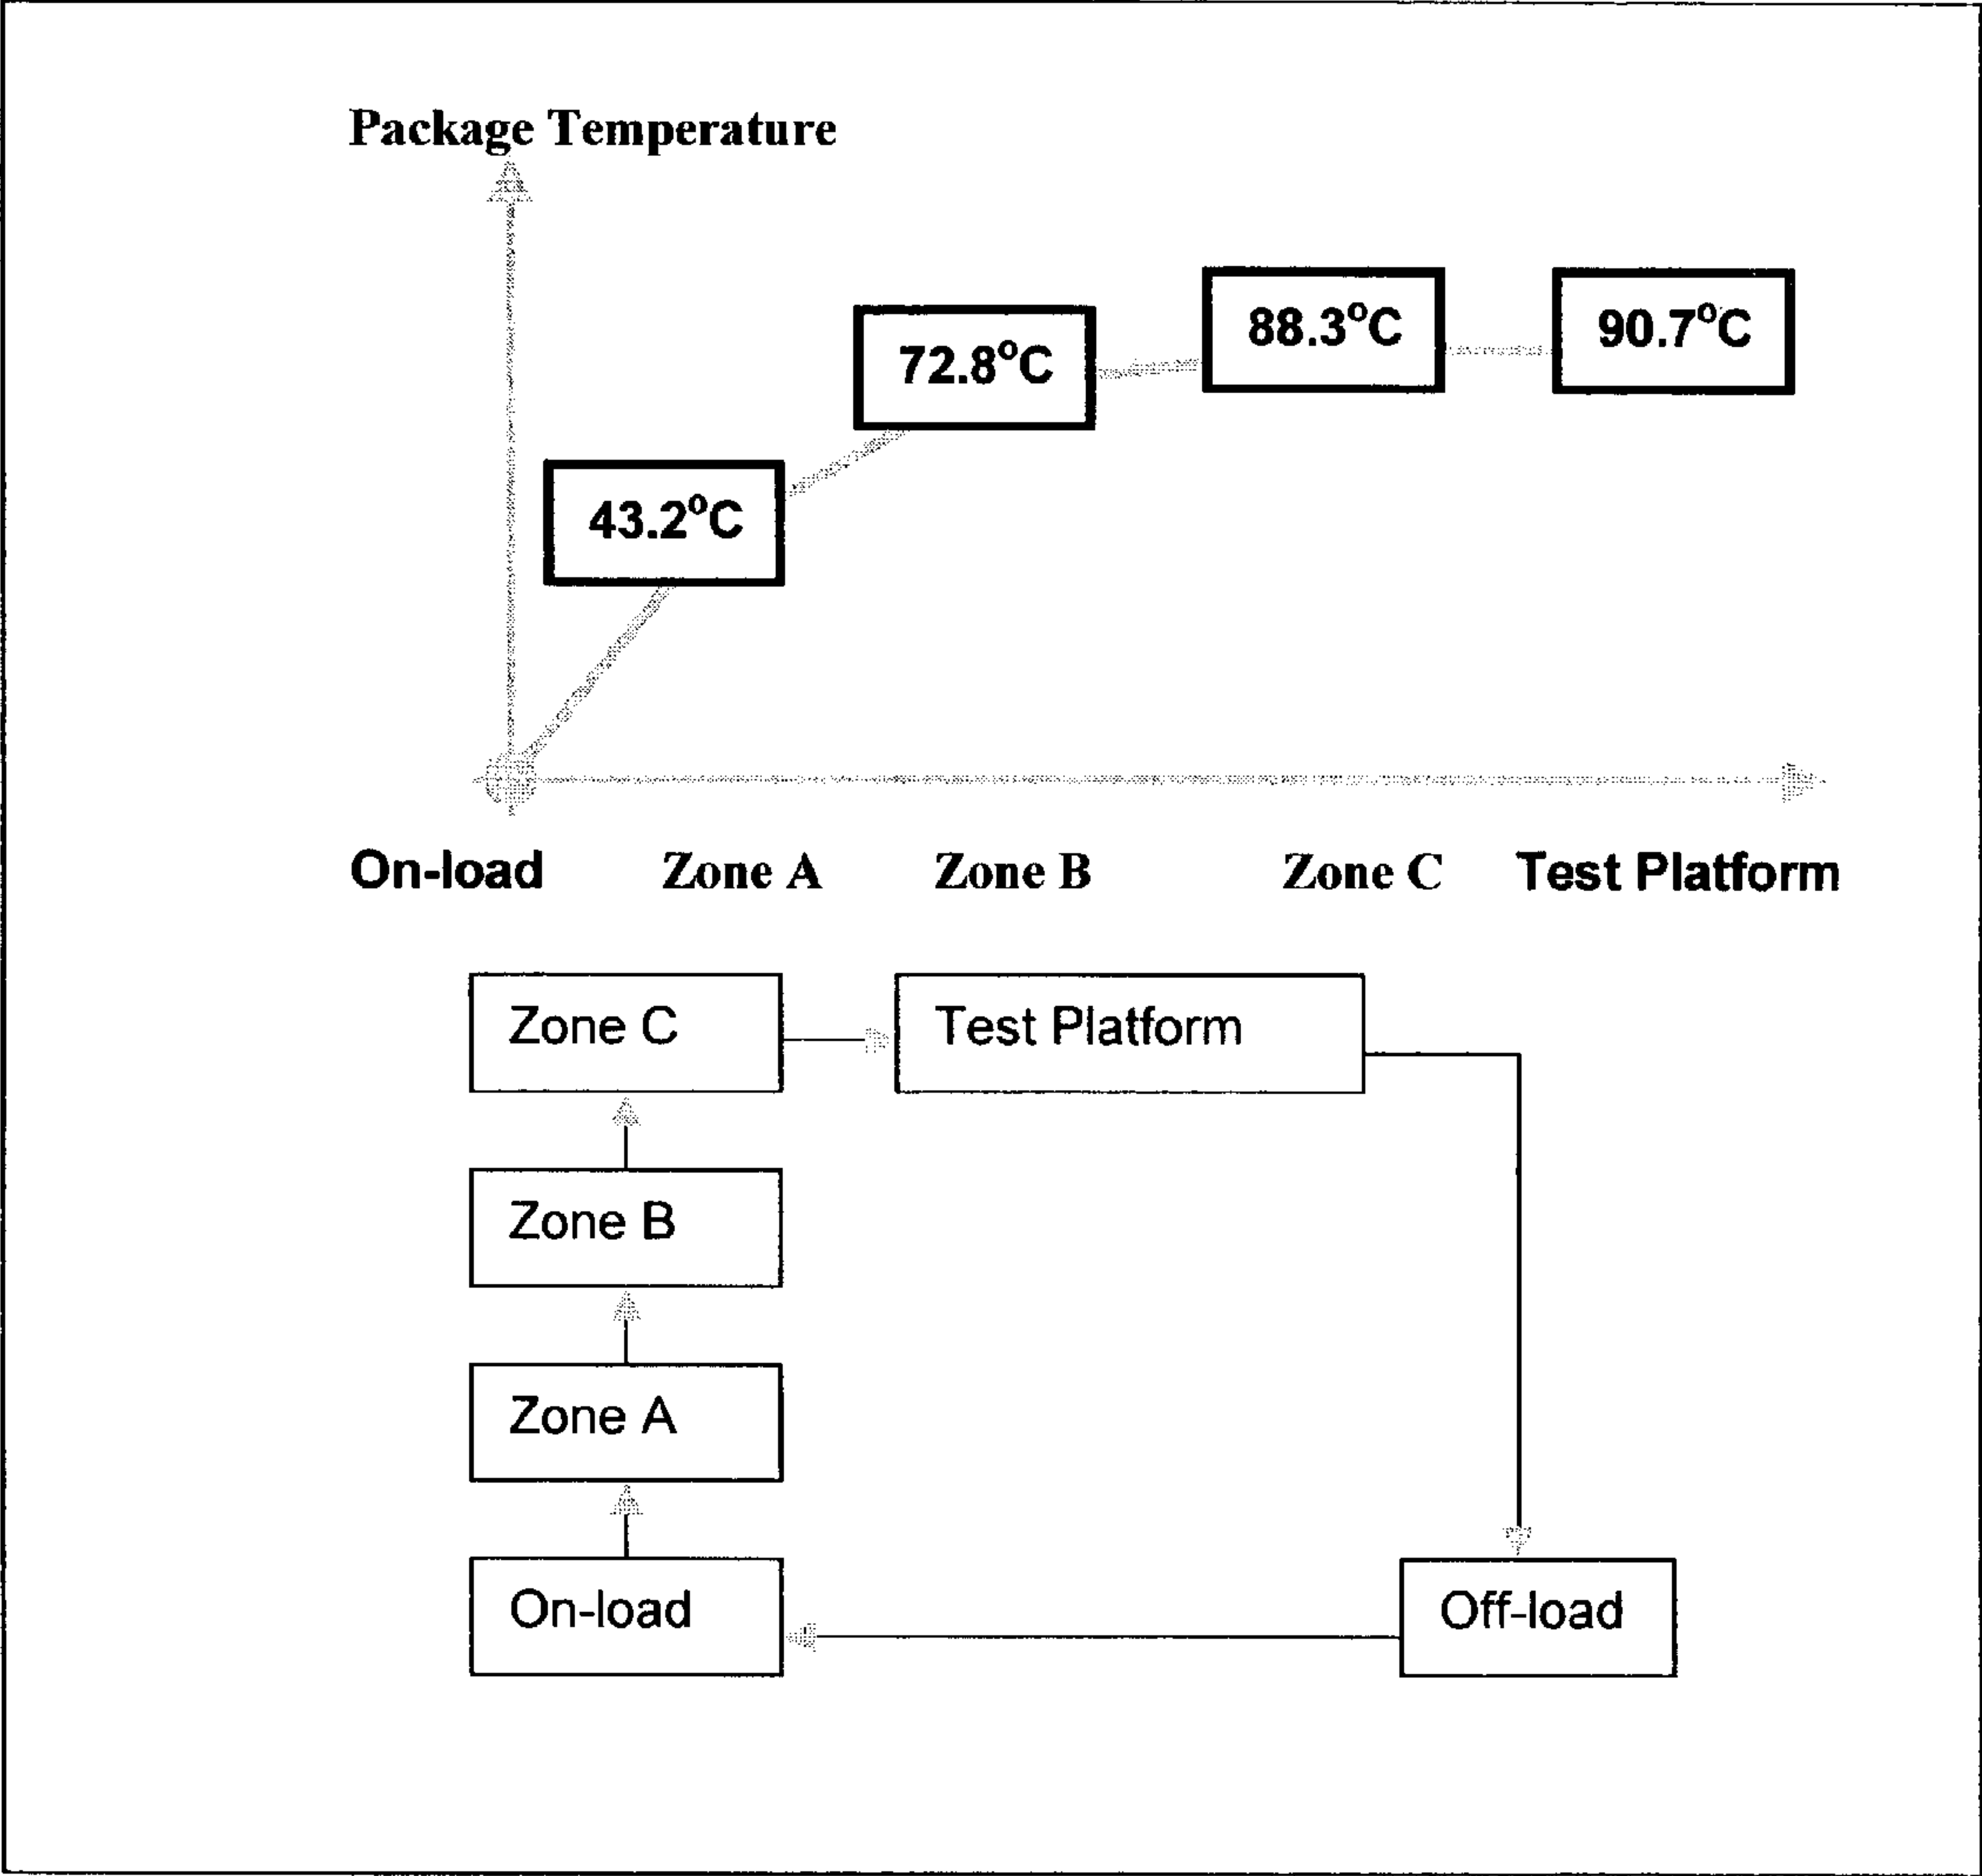 Package Temperature
88.3°C 90.7°C
72.8°C
43.2°C
On-load Zone A Zone B Zone C Test Platform
Zone C Test Platform
Zone B
Zone A
On-load Off-load